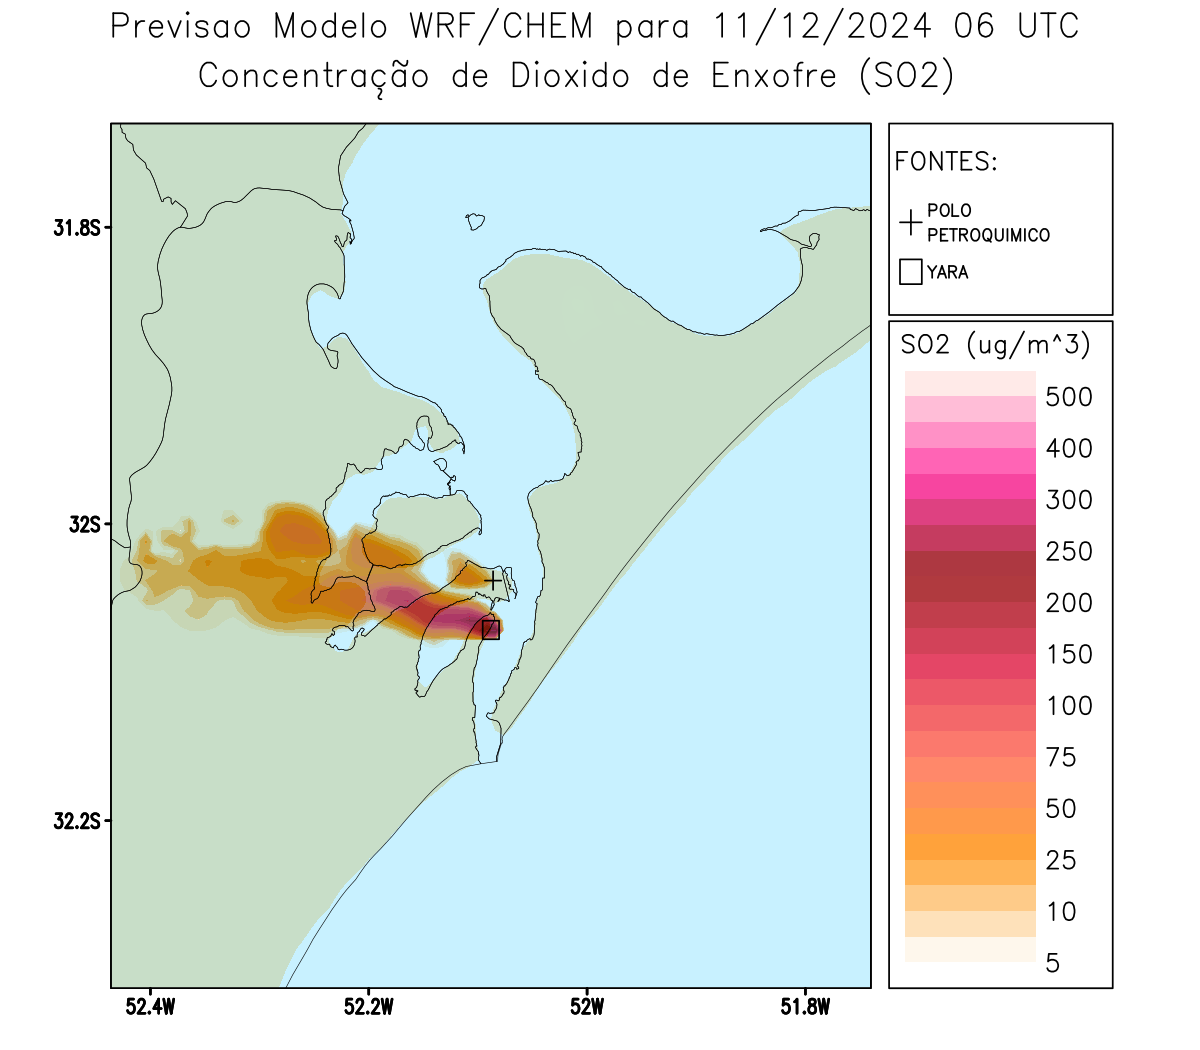 Previsao Modelo WRF/CHEM para 11/12/2024 06 UTC
Concentração de Dioxido de Enxofre (SO2)
FONTES:
POLO
PETROQUIMICO
YARA
SO2 (ug/m^3)
500
400
300
250
200
150
100
75
50
25
10
5
31.8S
32S
32.2S
52.4W
52.2W
52W
51.8W